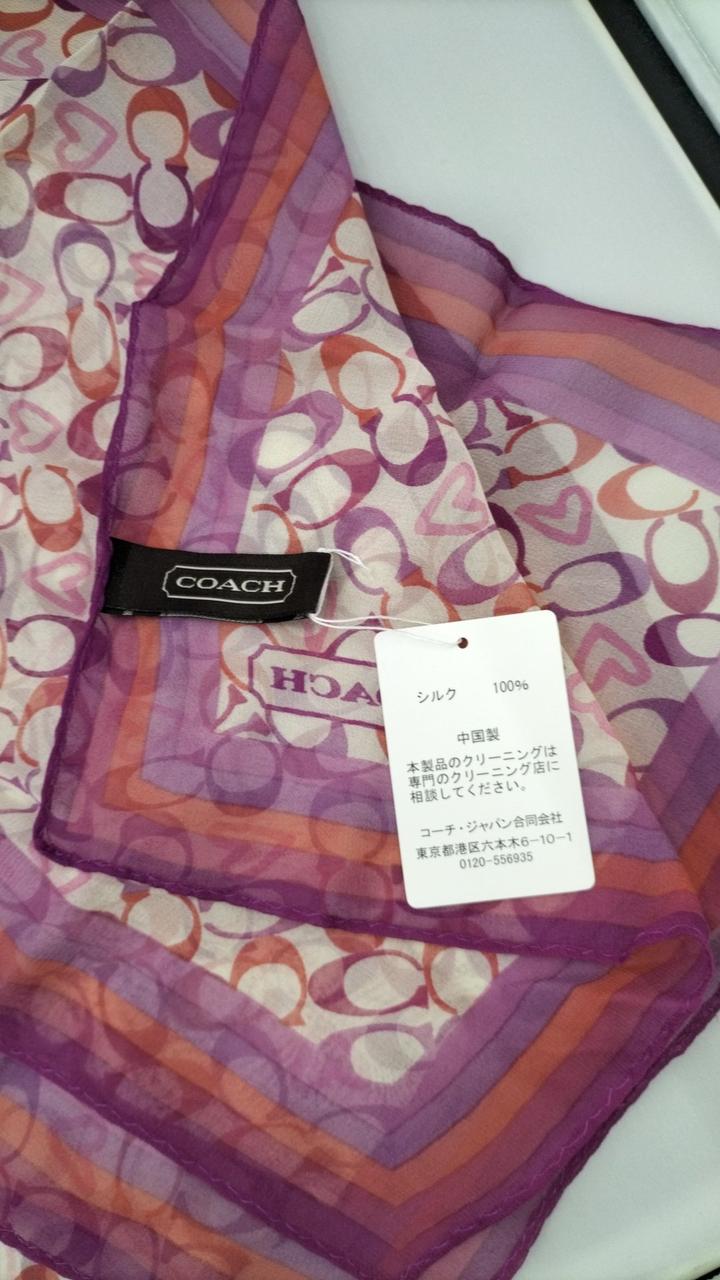 COACH
COACH
シルク 100%
中国製
本製品のクリーニングは
専門のクリーニング店に
相談してください。
コーチ・ジャパン合同会社
東京都港区六本木6-10-1
0120-556935